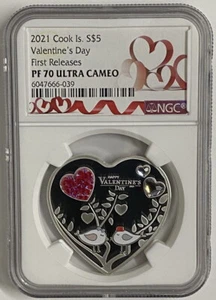 2021 Cook Is. S$5
Valentine's Day
First Releases
PF 70 ULTRA CAMEO
6047666-039
NGC
HAPPY
VALENTINE'S
DAY